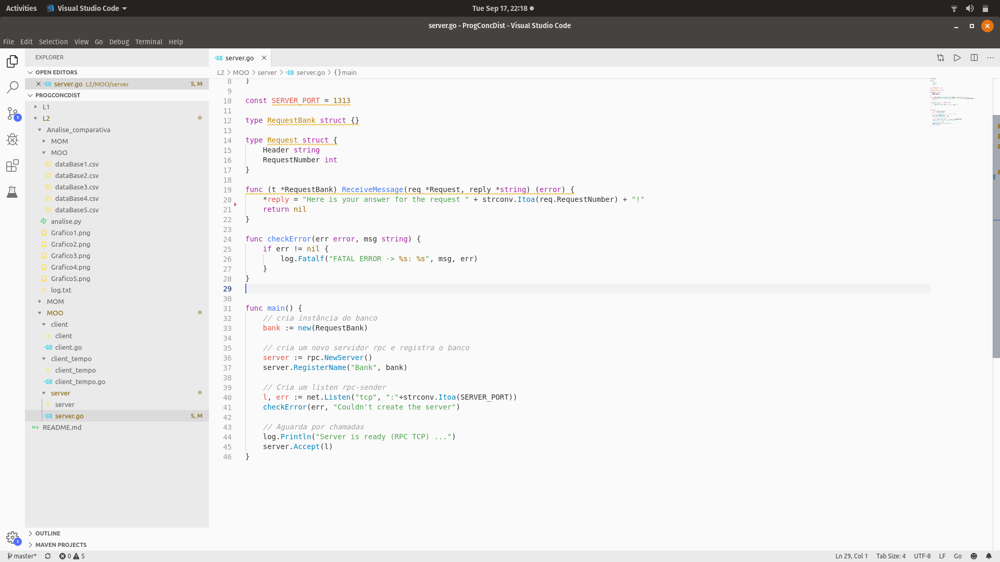 Activities Visual Studio Code Tue Sep 17, 22:18
server.go - ProgConcDist - Visual Studio Code
File Edit Selection View Go Debug Terminal Help
EXPLORER
OPEN EDITORS
server.go L2/MOO/server 5, M
PROGCONCDIST
L1
L2
Analise_comparativa
MOM
MOO
dataBase1.csv
dataBase2.csv
dataBase3.csv
dataBase4.csv
dataBase5.csv
analise.py
Grafico1.png
Grafico2.png
Grafico3.png
Grafico4.png
Grafico5.png
log.txt
MOM
MOO
client
client
client.go
client_tempo
client_tempo
client_tempo.go
server
server
server.go 5, M
README.md
OUTLINE
MAVEN PROJECTS
1
1
GO server.go
L2 > MOO > server > GO server.go > {} main
8 )
9
10 const SERVER_PORT = 1313
11
12 type RequestBank struct {}
13
14 type Request struct {
15 Header string
16 RequestNumber int
17 }
18
19 func (t *RequestBank) ReceiveMessage(req *Request, reply *string) (error) {
20 *reply = "Here is your answer for the request " + strconv.Itoa(req.RequestNumber) + "!"
21 return nil
22 }
23
24 func checkError(err error, msg string) {
25 if err != nil {
26 log.Fatalf("FATAL ERROR -> %s: %s", msg, err)
27 }
28 }
29
30
31 func main() {
32 // cria instância do banco
33 bank := new(RequestBank)
34
35 // cria um novo servidor rpc e registra o banco
36 server := rpc.NewServer()
37 server.RegisterName("Bank", bank)
38
39 // Cria um listen rpc-sender
40 l, err := net.Listen("tcp", ":"+strconv.Itoa(SERVER_PORT))
41 checkError(err, "Couldn't create the server")
42
43 // Aguarda por chamadas
44 log.Println("Server is ready (RPC TCP) ...")
45 server.Accept(l)
46 }
master* 0 5 Ln 29, Col 1 Tab Size: 4 UTF-8 LF Go